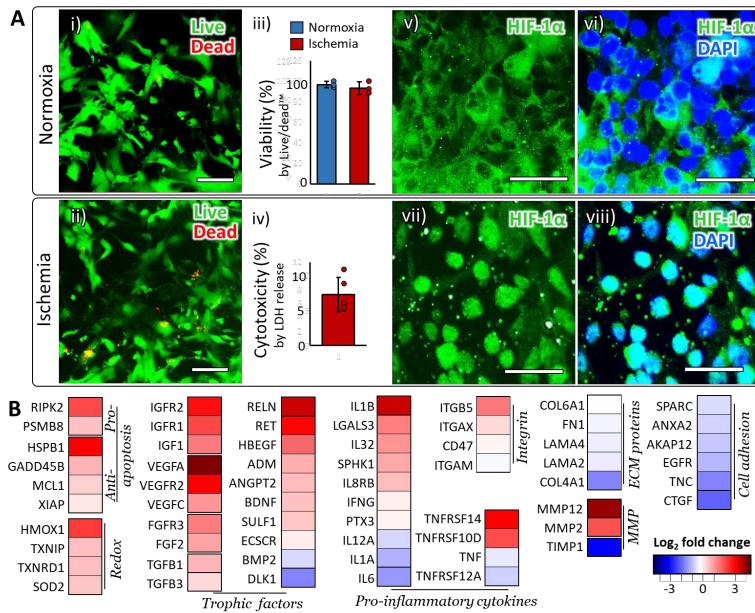 A
Normoxia
i)
Live
Dead
iii)
Normoxia
Ischemia
Viability (%)
by Live/dead™
100
50
0
v)
HIF-1α
vi)
HIF-1α
DAPI
Ischemia
ii)
Live
Dead
iv)
Cytotoxicity (%)
by LDH release
10
5
0
vii)
HIF-1α
viii)
HIF-1α
DAPI
B
RIPK2
PSMB8
Pro-
HSPB1
GADD45B
MCL1
XIAP
Anti-
apoptosis
HMOX1
TXNIP
TXNRD1
SOD2
Redox
IGFR2
IGFR1
IGF1
VEGFA
VEGFR2
VEGFC
FGFR3
FGF2
TGFB1
TGFB3
RELN
RET
HBEGF
ADM
ANGPT2
BDNF
SULF1
ECSCR
BMP2
DLK1
Trophic factors
IL1B
LGALS3
IL32
SPHK1
IL8RB
IFNG
PTX3
IL12A
IL1A
IL6
ITGB5
ITGAX
CD47
ITGAM
Integrin
TNFRSF14
TNFRSF10D
TNF
TNFRSF12A
Pro-inflammatory cytokines
COL6A1
FN1
LAMA4
LAMA2
COL4A1
ECM proteins
MMP12
MMP2
TIMP1
MMP
SPARC
ANXA2
AKAP12
EGFR
TNC
CTGF
Cell adhesion
Log2 fold change
-3 0 3